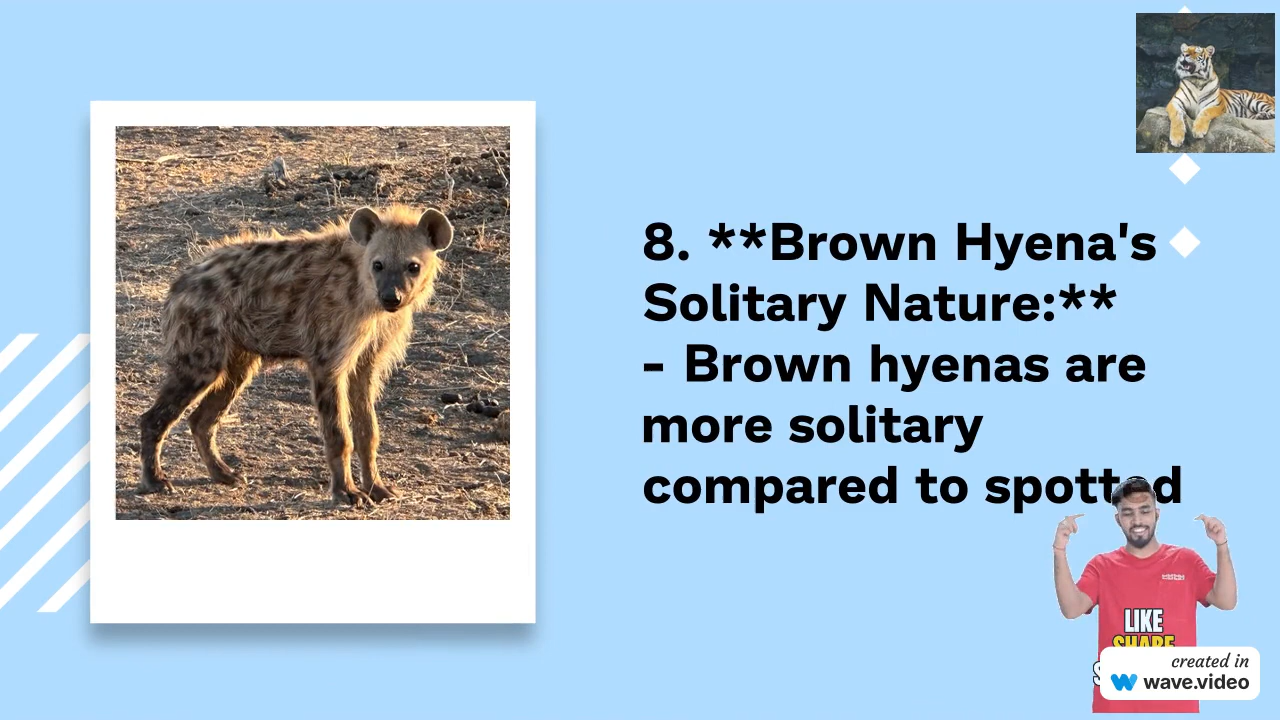 8. **Brown Hyena's
Solitary Nature:**
- Brown hyenas are
more solitary
compared to spotted
LIKE
SHARE
created in
wave.video